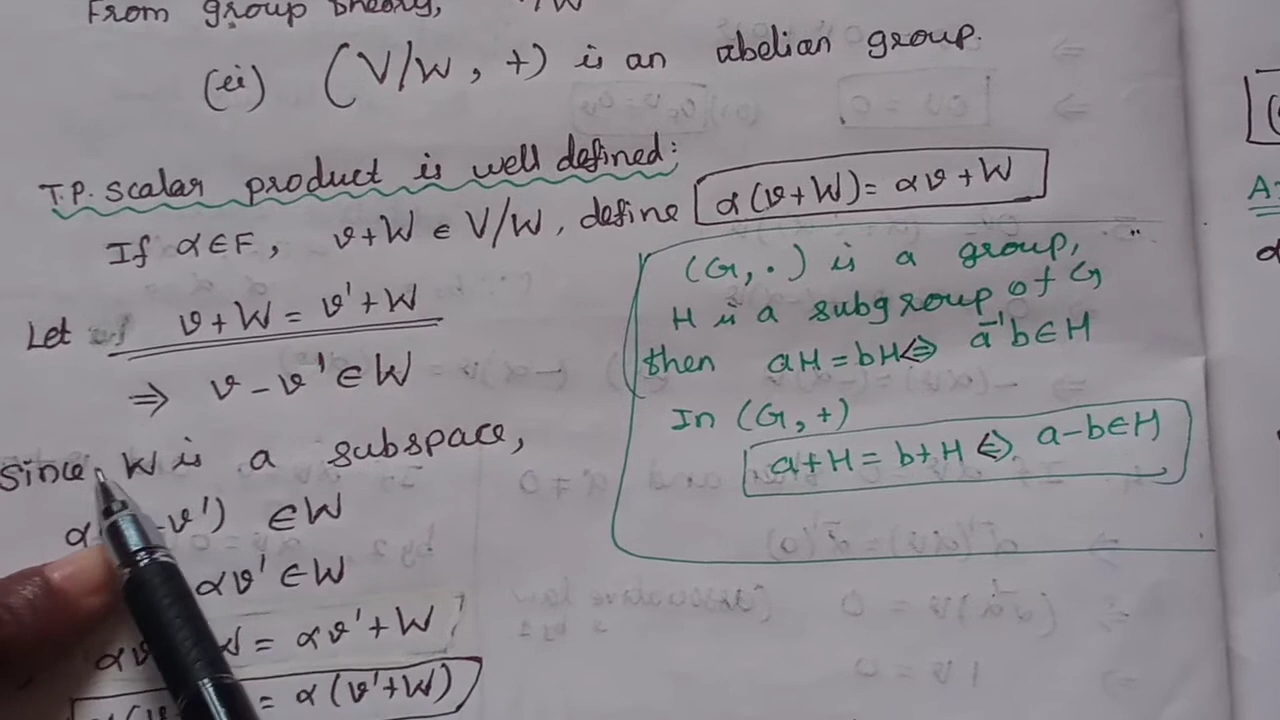 From group theory, V/W
(ii) (V/W, +) is an abelian group.
T.P. scalar product is well defined:
If α∈F, v+W ∈ V/W, define α(v+W) = αv+W
Let v+W = v'+W
⇒ v-v' ∈ W
Since W is a subspace,
α( -v') ∈ W
αv' ∈ W
αv = αv'+W
= α(v'+W)
(G, .) is a group,
H is a subgroup of G
then aH = bH ⇔ a⁻¹b ∈ H
In (G, +)
a+H = b+H ⇔ a-b ∈ H
A
α